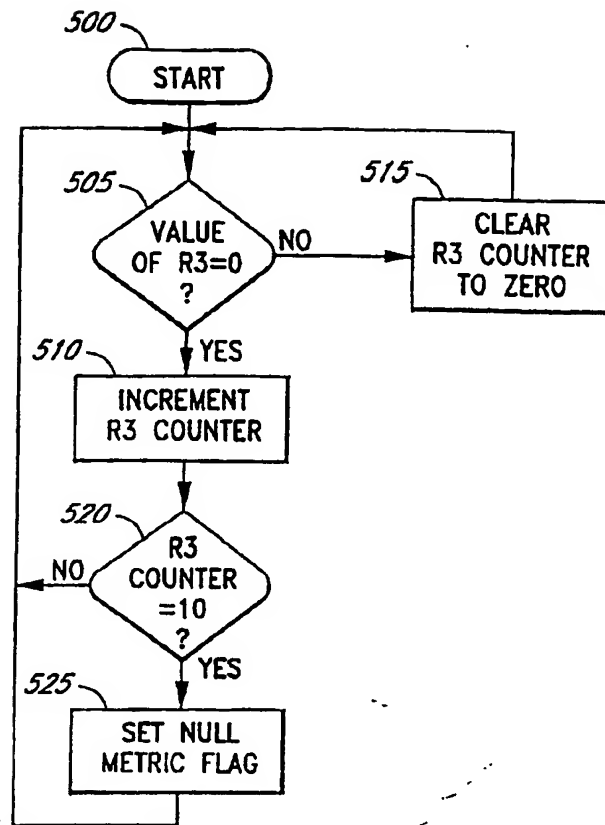 500
START
505
VALUE
OF R3=0
?
NO
515
CLEAR
R3 COUNTER
TO ZERO
YES
510
INCREMENT
R3 COUNTER
520
R3
COUNTER
=10
?
NO
YES
525
SET NULL
METRIC FLAG